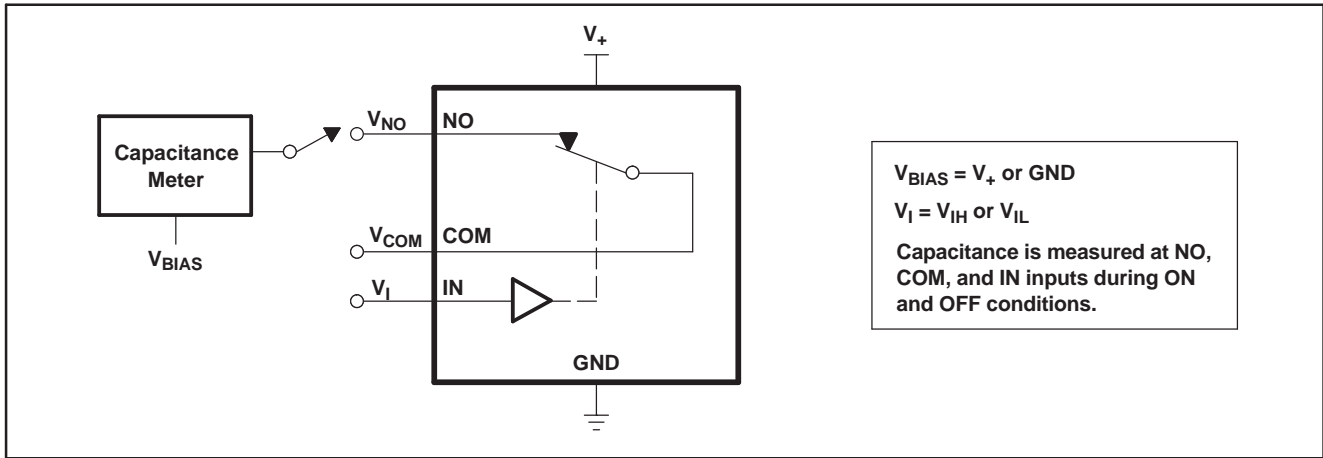 V+
Capacitance
Meter
VBIAS
VNO
NO
VCOM
COM
VI
IN
GND
VBIAS = V+ or GND
VI = VIH or VIL
Capacitance is measured at NO,
COM, and IN inputs during ON
and OFF conditions.